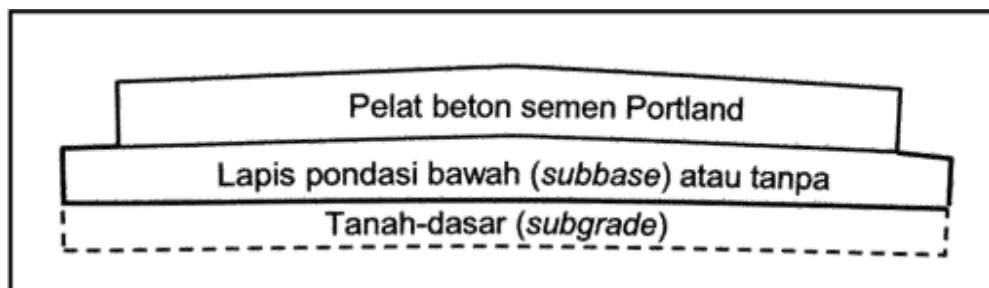 Pelat beton semen Portland
Lapis pondasi bawah (subbase) atau tanpa
Tanah-dasar (subgrade)